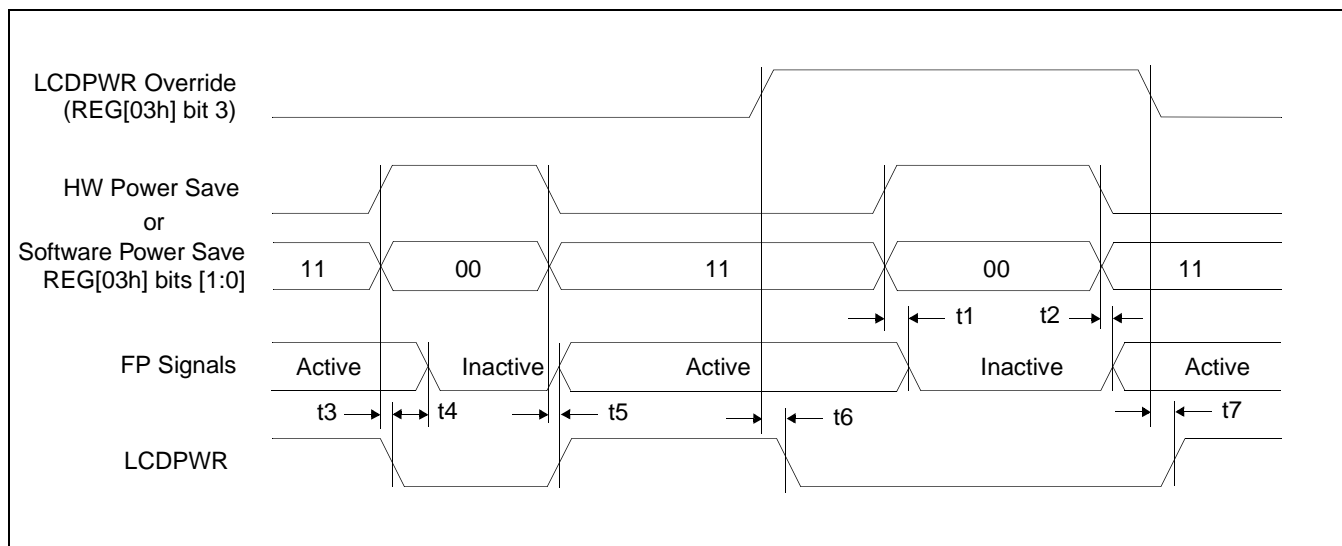 LCDPWR Override
(REG[03h] bit 3)
HW Power Save
or
Software Power Save
REG[03h] bits [1:0]
11
00
11
00
11
t1
t2
FP Signals
Active
Inactive
Active
Inactive
Active
t3
t4
t5
t6
t7
LCDPWR